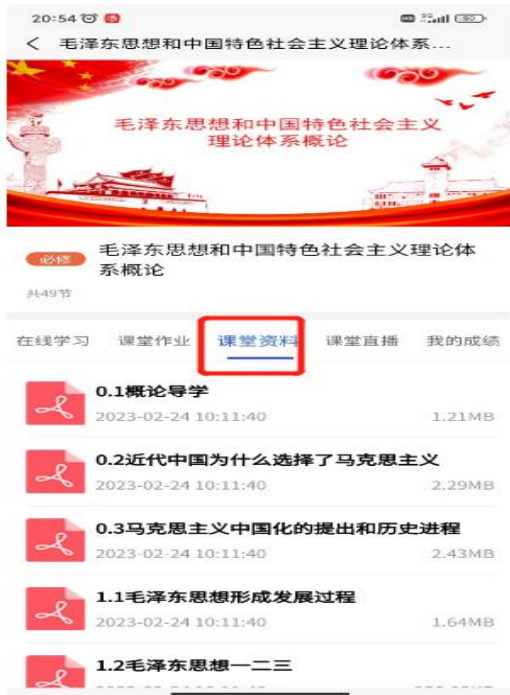 20:54
毛泽东思想和中国特色社会主义理论体系...
毛泽东思想和中国特色社会主义
理论体系概论
必修
毛泽东思想和中国特色社会主义理论体
系概论
共49节
在线学习 课堂作业 课堂资料 课堂直播 我的成绩
0.1概论导学
2023-02-24 10:11:40 1.21MB
0.2近代中国为什么选择了马克思主义
2023-02-24 10:11:40 2.29MB
0.3马克思主义中国化的提出和历史进程
2023-02-24 10:11:40 2.43MB
1.1毛泽东思想形成发展过程
2023-02-24 10:11:40 1.64MB
1.2毛泽东思想一二三